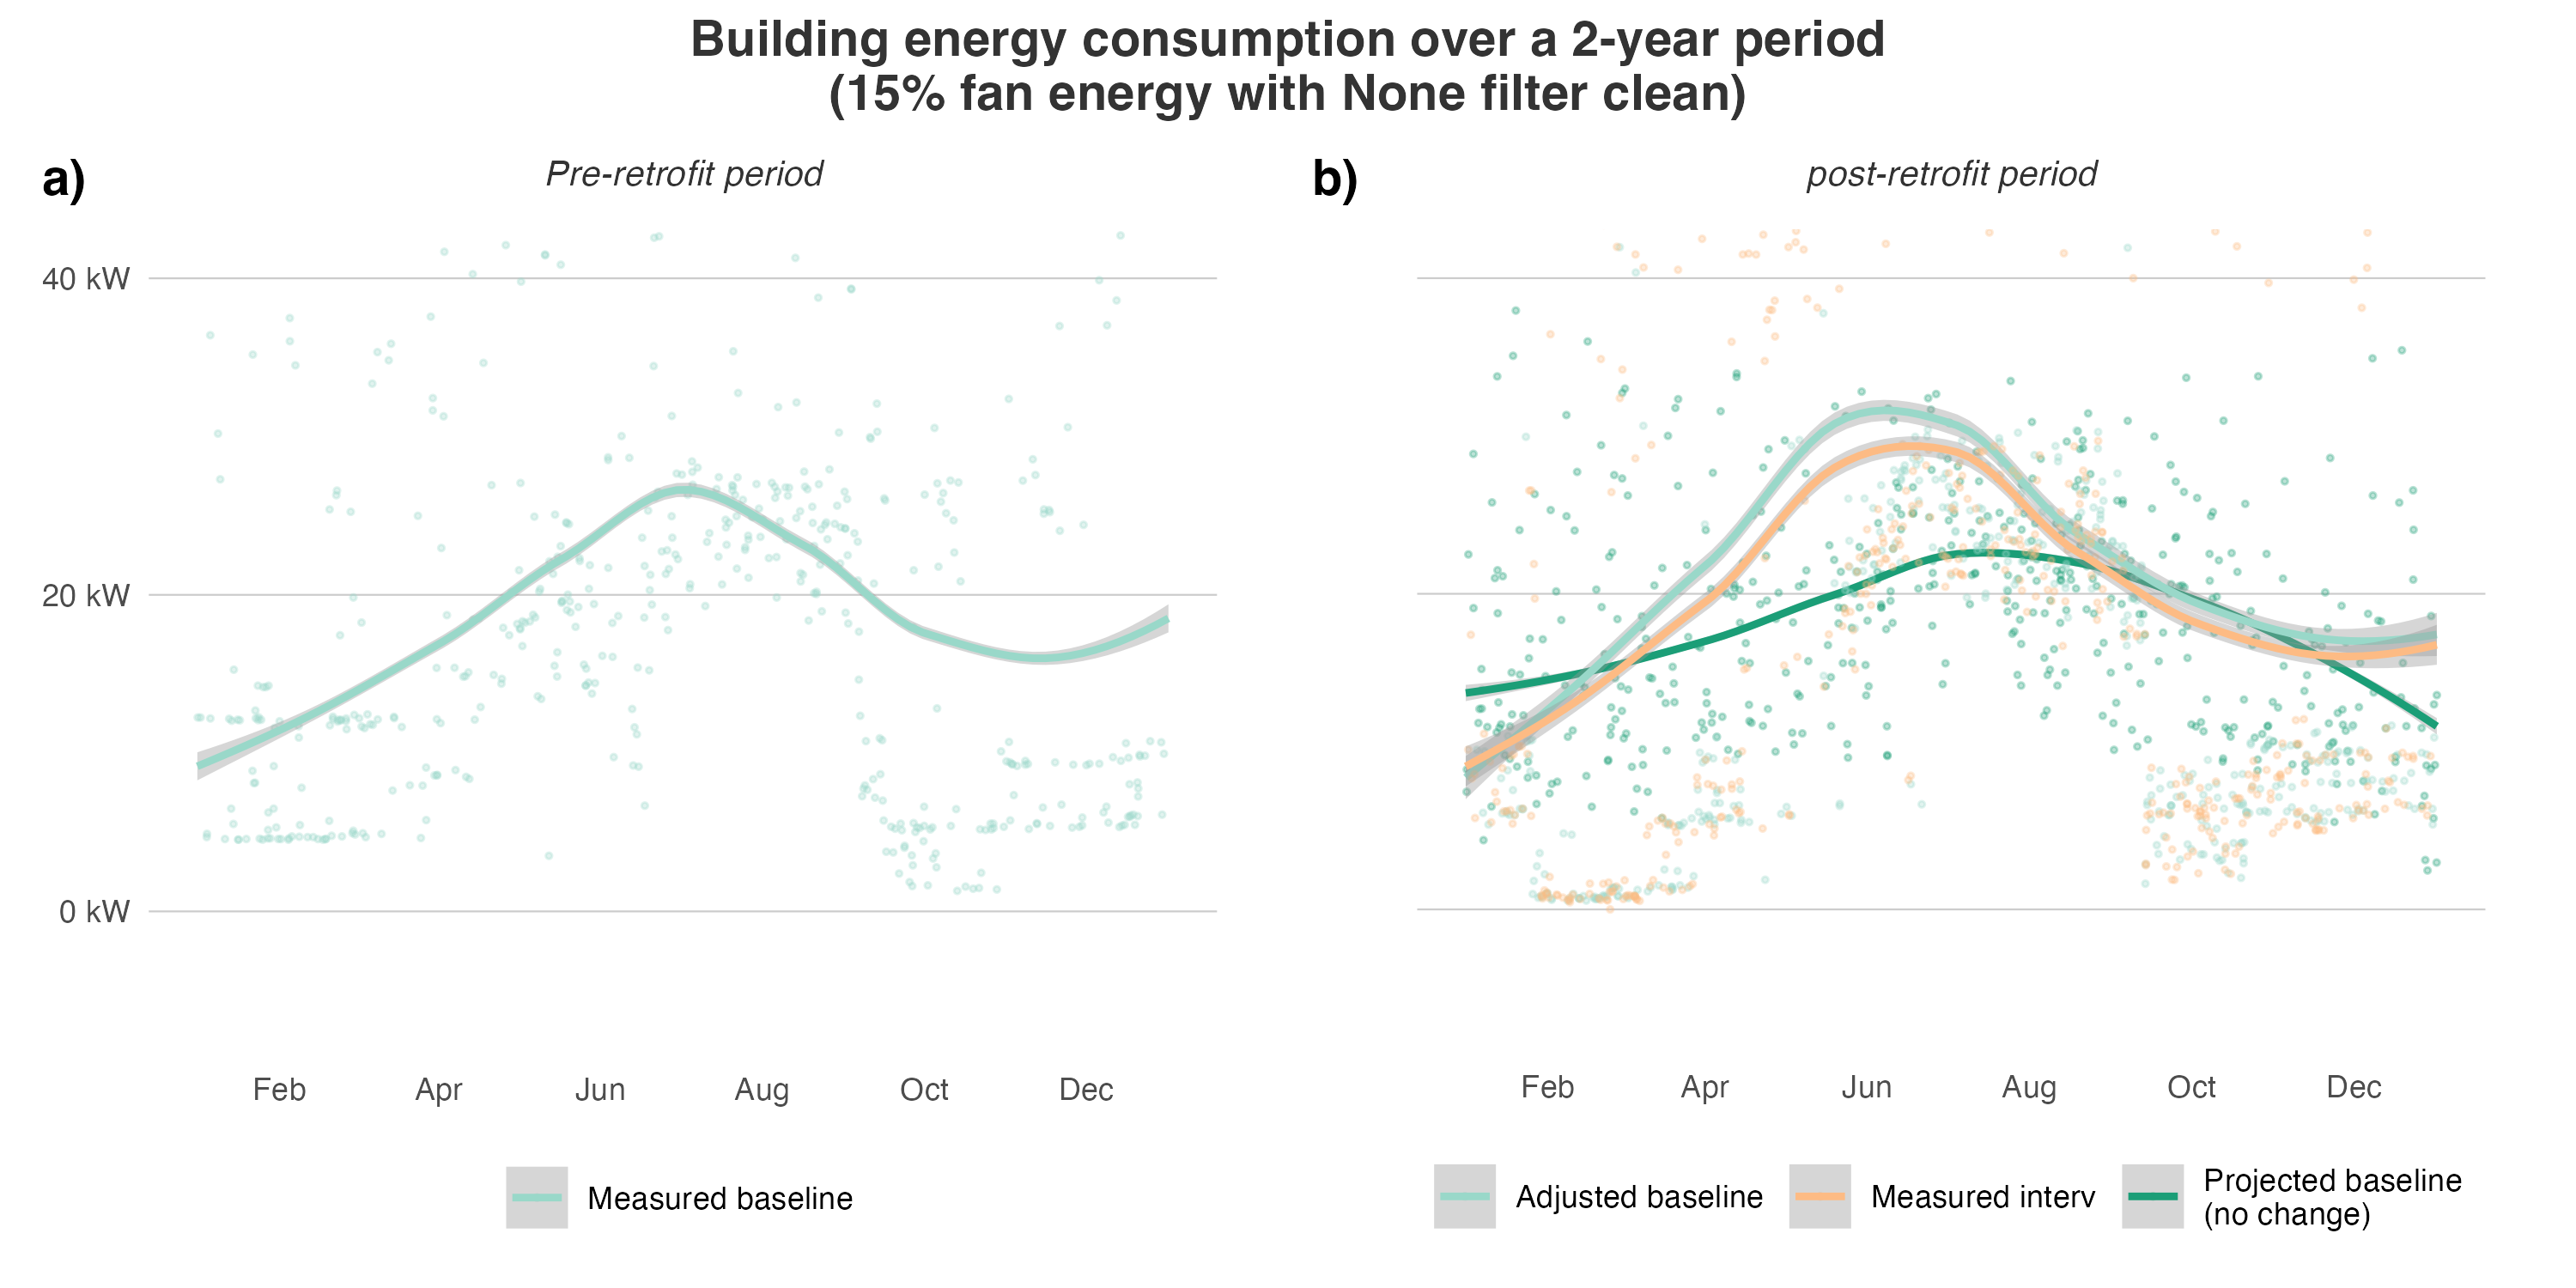 Building energy consumption over a 2-year period
(15% fan energy with None filter clean)
a)
Pre-retrofit period
40 kW
20 kW
0 kW
Feb Apr Jun Aug Oct Dec
Measured baseline
b)
post-retrofit period
Feb Apr Jun Aug Oct Dec
Adjusted baseline
Measured interv
Projected baseline
(no change)